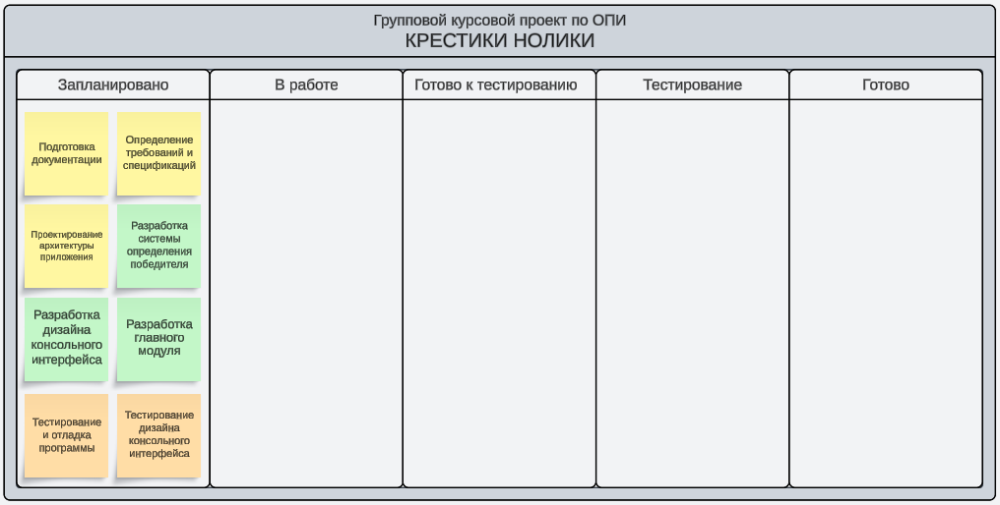 Групповой курсовой проект по ОПИ
КРЕСТИКИ НОЛИКИ
Запланировано
В работе
Готово к тестированию
Тестирование
Готово
Подготовка
документации
Определение
требований и
спецификаций
Проектирование
архитектуры
приложения
Разработка
системы
определения
победителя
Разработка
дизайна
консольного
интерфейса
Разработка
главного
модуля
Тестирование
и отладка
программы
Тестирование
дизайна
консольного
интерфейса